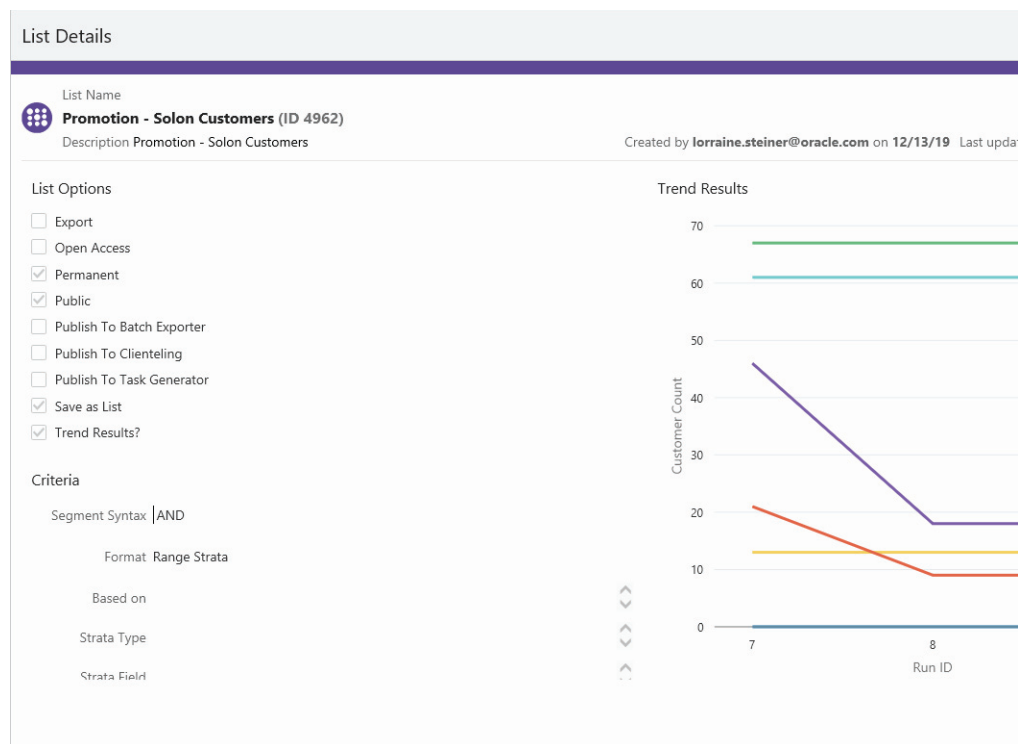 List Details
List Name
Promotion - Solon Customers (ID 4962)
Description Promotion - Solon Customers
Created by lorraine.steiner@oracle.com on 12/13/19 Last
List Options
Export
Open Access
Permanent
Public
Publish To Batch Exporter
Publish To Clienteling
Publish To Task Generator
Save as List
Trend Results?
Criteria
Segment Syntax AND
Format Range Strata
Based on
Strata Type
Strata Field
Trend Results
70
60
50
40
30
20
10
0
Customer Count
7 8
Run ID